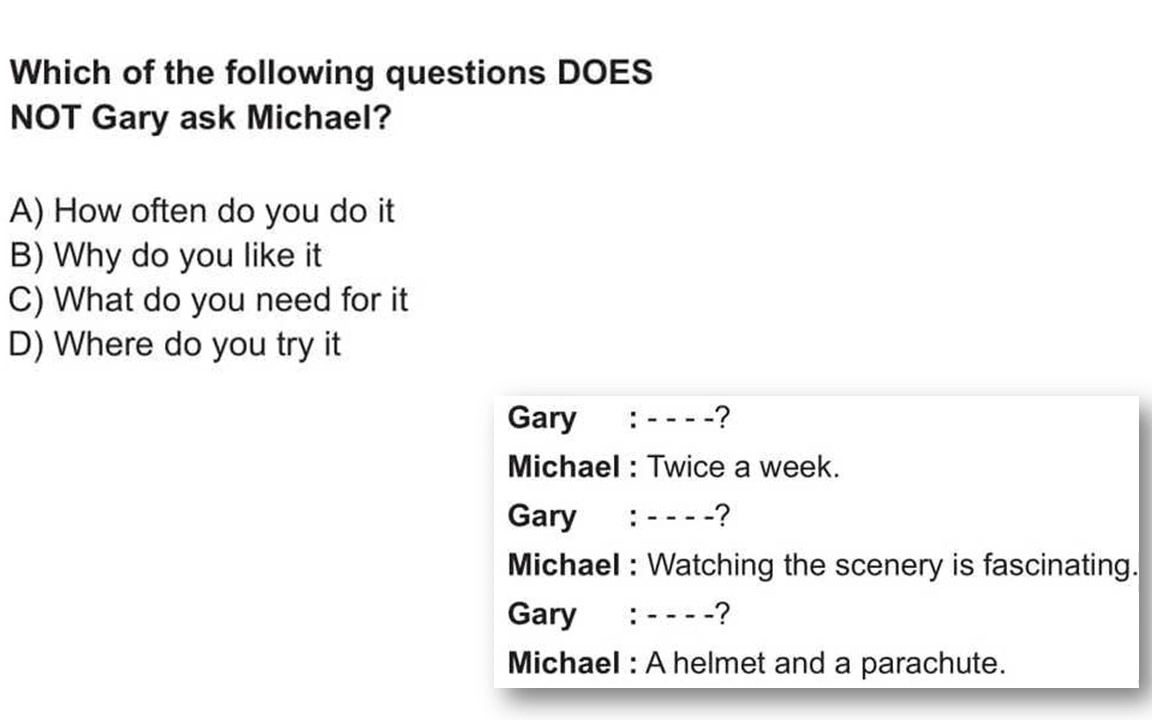 Which of the following questions DOES
NOT Gary ask Michael?
A) How often do you do it
B) Why do you like it
C) What do you need for it
D) Where do you try it
Gary : - - - -?
Michael : Twice a week.
Gary : - - - -?
Michael : Watching the scenery is fascinating.
Gary : - - - -?
Michael : A helmet and a parachute.